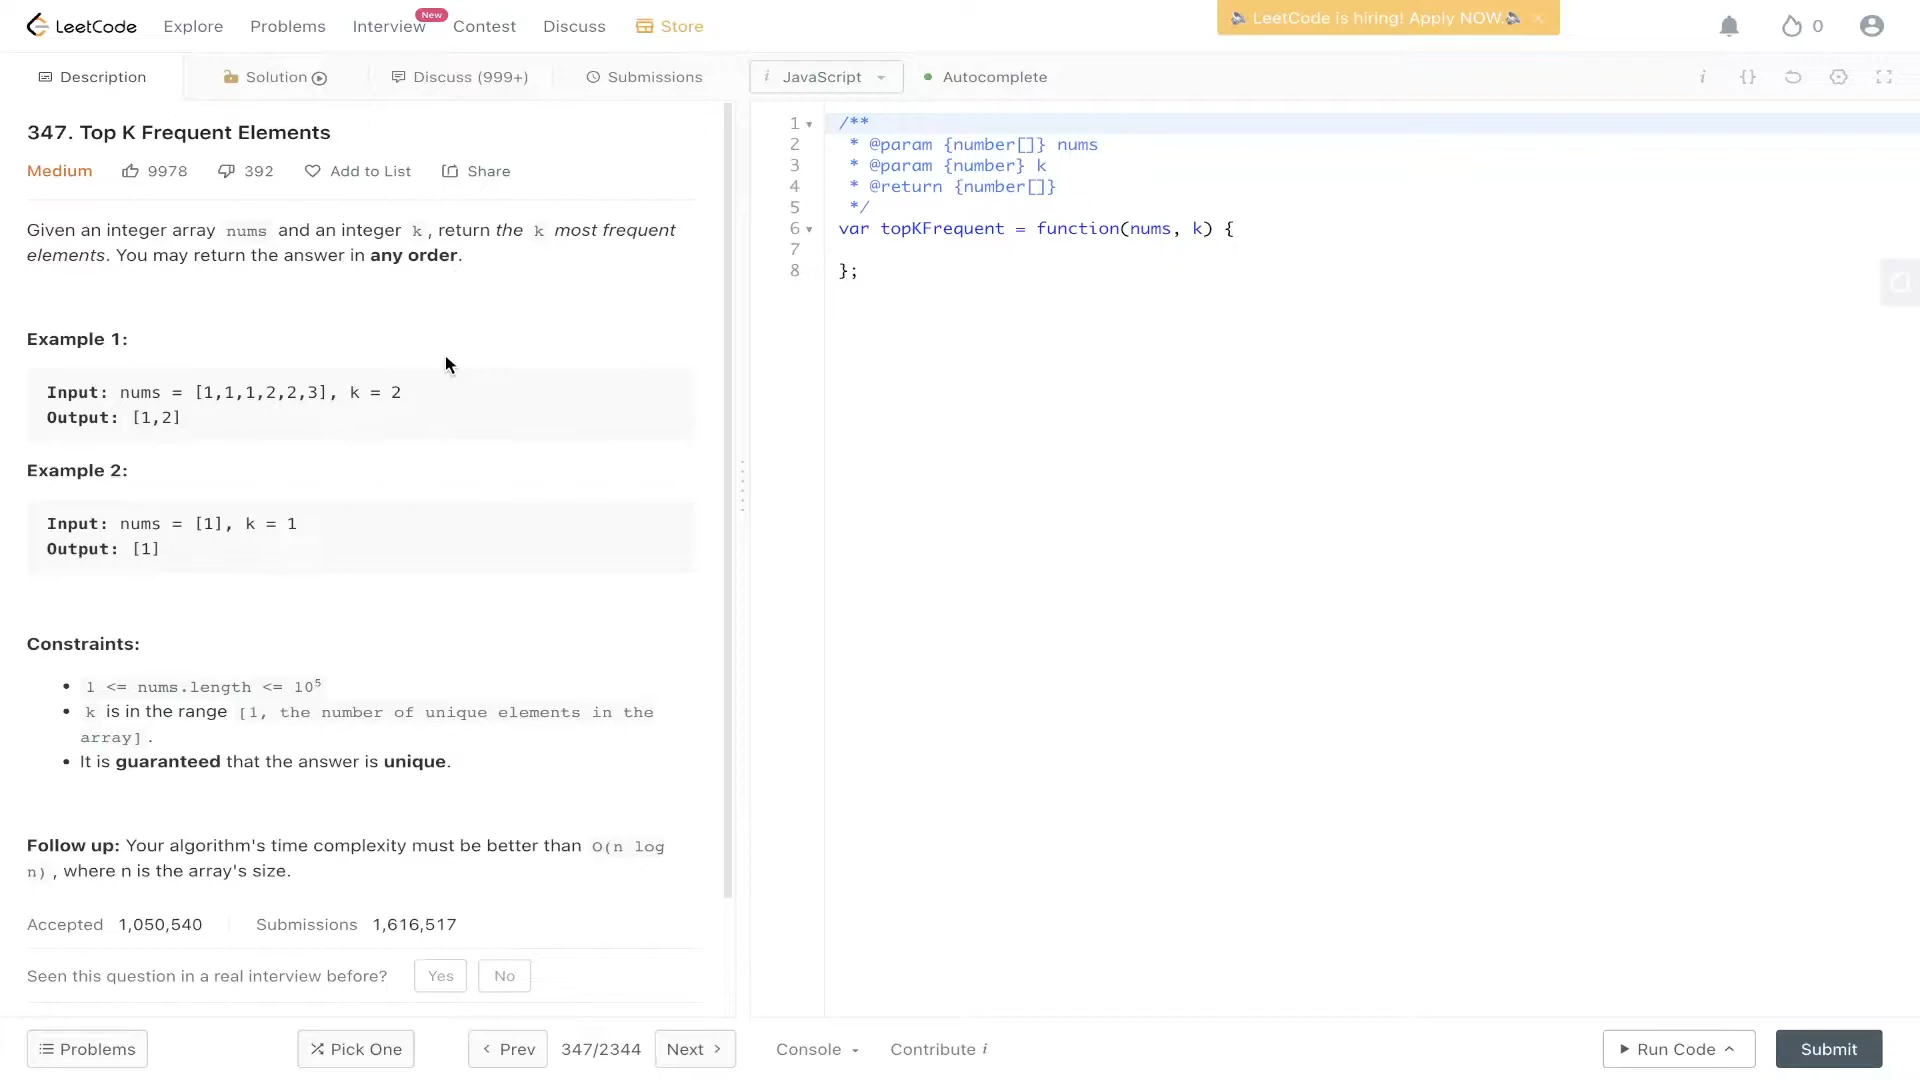 LeetCode Explore Problems Interview New Contest Discuss Store LeetCode is hiring! Apply NOW. × 0
Description Solution Discuss (999+) Submissions i JavaScript Autocomplete i {}
347. Top K Frequent Elements
Medium 9978 392 Add to List Share
Given an integer array nums and an integer k, return the k most frequent
elements. You may return the answer in any order.
Example 1:
Input: nums = [1,1,1,2,2,3], k = 2
Output: [1,2]
Example 2:
Input: nums = [1], k = 1
Output: [1]
Constraints:
• 1 <= nums.length <= 10⁵
• k is in the range [1, the number of unique elements in the
array].
• It is guaranteed that the answer is unique.
Follow up: Your algorithm's time complexity must be better than O(n log
n), where n is the array's size.
Accepted 1,050,540 Submissions 1,616,517
Seen this question in a real interview before? Yes No
1 /**
2 * @param {number[]} nums
3 * @param {number} k
4 * @return {number[]}
5 */
6 var topKFrequent = function(nums, k) {
7
8 };
Problems Pick One < Prev 347/2344 Next > Console Contribute i Run Code Submit